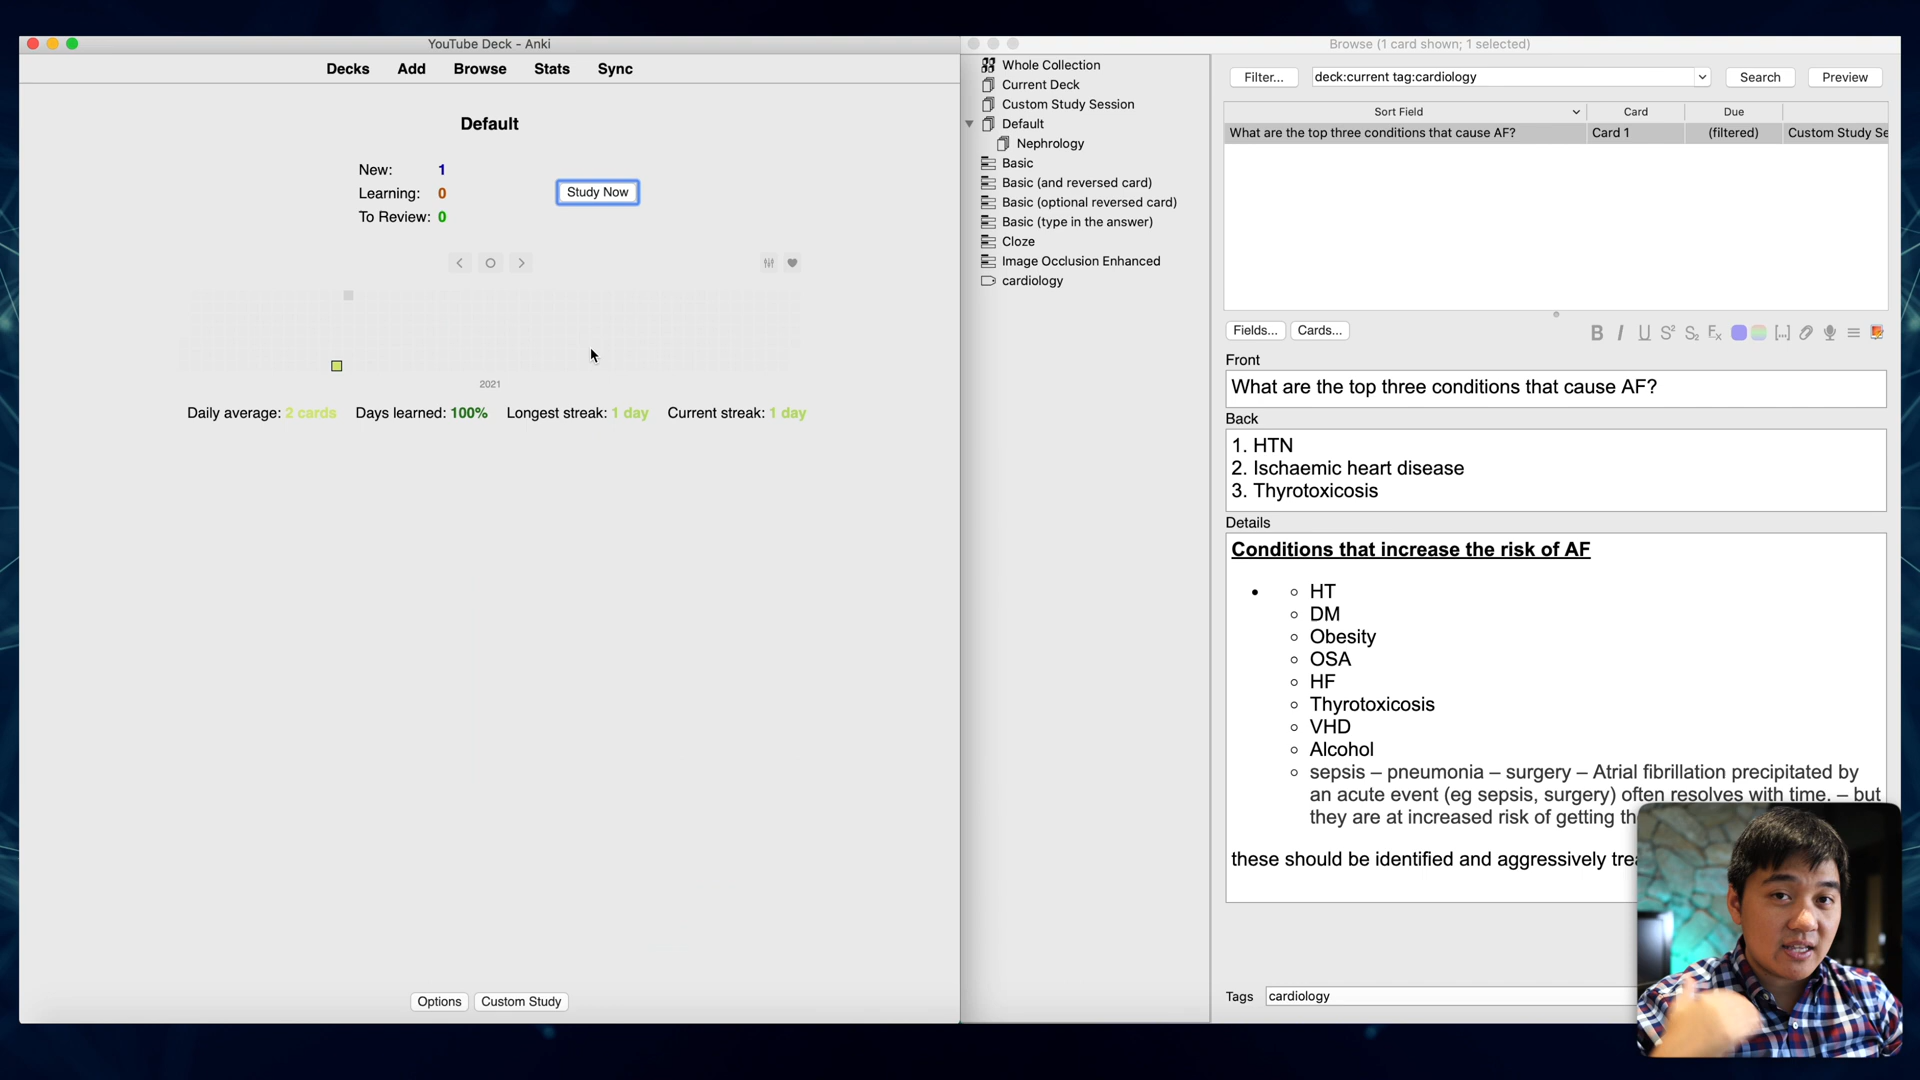 YouTube Deck - Anki
Decks Add Browse Stats Sync
Default
New: 1
Learning: 0
To Review: 0
Study Now
2021
Daily average: 2 cards Days learned: 100% Longest streak: 1 day Current streak: 1 day
Options Custom Study
Browse (1 card shown; 1 selected)
Whole Collection
Current Deck
Custom Study Session
Default
Nephrology
Basic
Basic (and reversed card)
Basic (optional reversed card)
Basic (type in the answer)
Cloze
Image Occlusion Enhanced
cardiology
Filter... deck:current tag:cardiology Search Preview
Sort Field Card Due
What are the top three conditions that cause AF? Card 1 (filtered) Custom Study Se
Fields... Cards...
Front
What are the top three conditions that cause AF?
Back
1. HTN
2. Ischaemic heart disease
3. Thyrotoxicosis
Details
Conditions that increase the risk of AF
HT
DM
Obesity
OSA
HF
Thyrotoxicosis
VHD
Alcohol
sepsis – pneumonia – surgery – Atrial fibrillation precipitated by
an acute event (eg sepsis, surgery) often resolves with time. – but
they are at increased risk of getting
these should be identified and aggressively
Tags cardiology